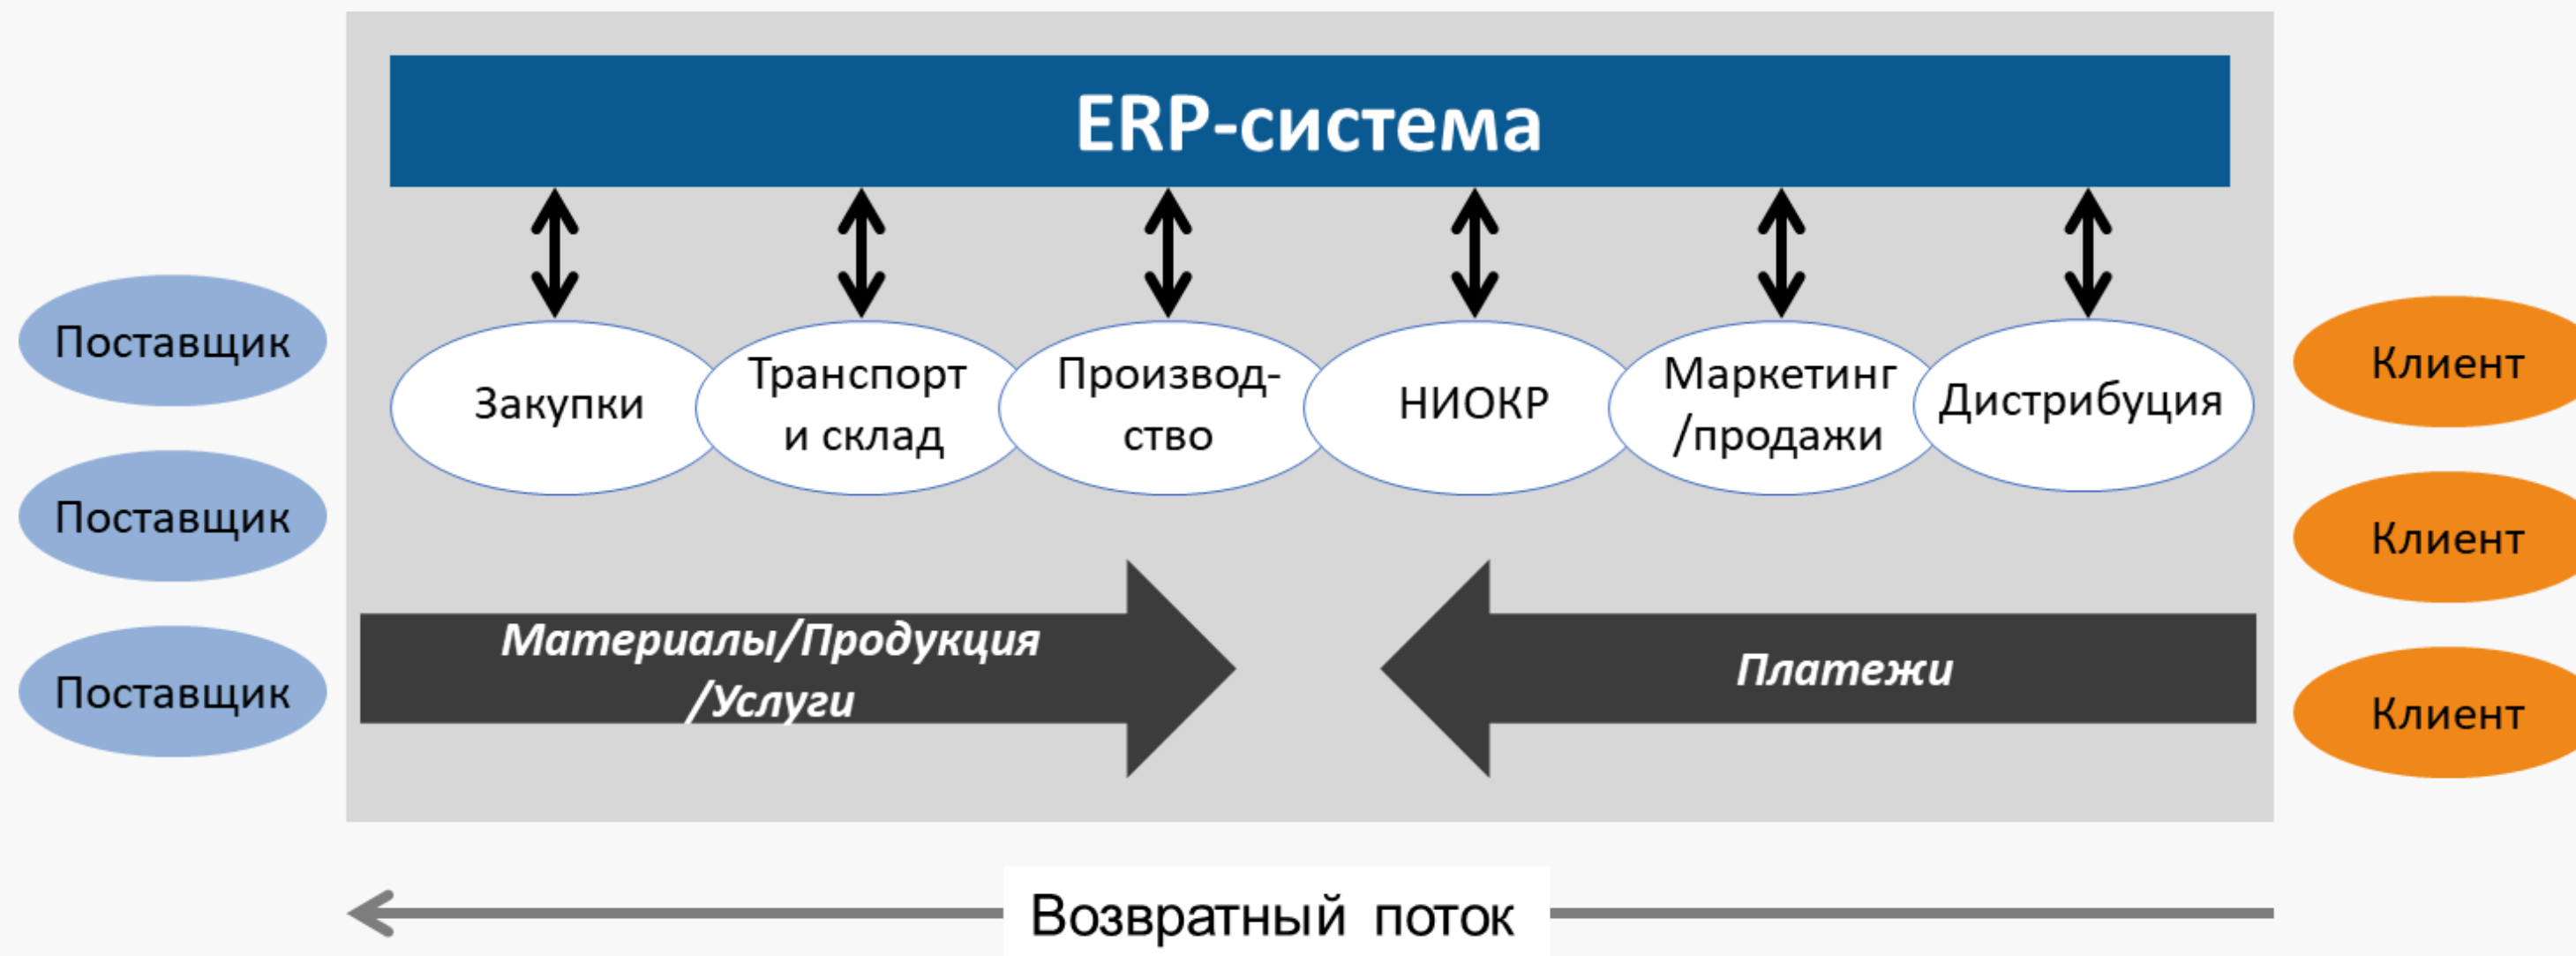 ERP-система
Поставщик
Поставщик
Поставщик
Закупки
Транспорт
и склад
Производ-
ство
НИОКР
Маркетинг
/продажи
Дистрибуция
Клиент
Клиент
Клиент
Материалы/Продукция
/Услуги
Платежи
Возвратный поток